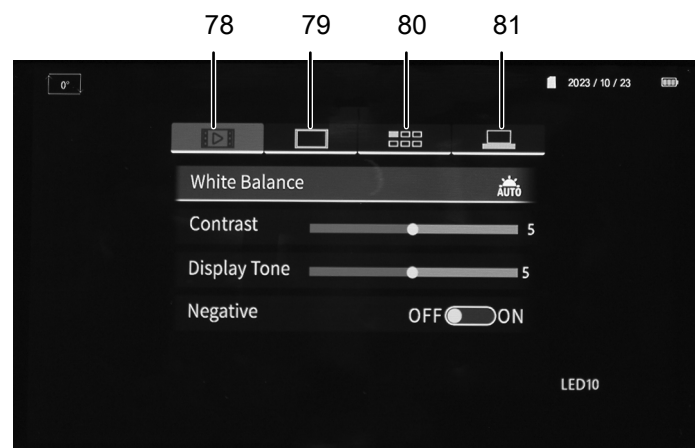 78 79 80 81
0° 2023 / 10 / 23
White Balance AUTO
Contrast 5
Display Tone 5
Negative OFF ON
LED10